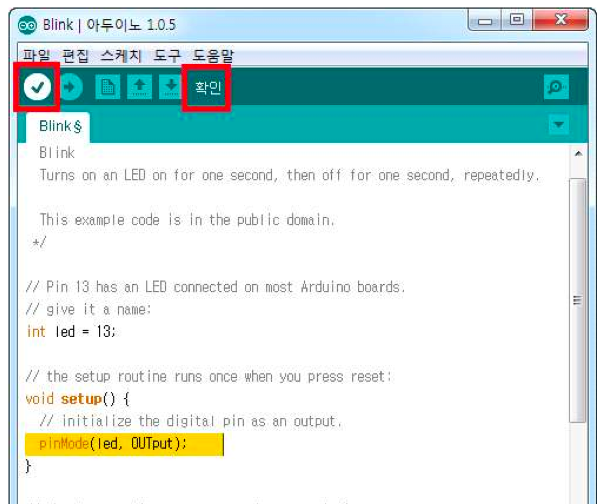 Blink | 아두이노 1.0.5
파일 편집 스케치 도구 도움말
확인
Blink§
Blink
Turns on an LED on for one second, then off for one second, repeatedly.
This example code is in the public domain.
*/
// Pin 13 has an LED connected on most Arduino boards.
// give it a name:
int led = 13;
// the setup routine runs once when you press reset:
void setup() {
// initialize the digital pin as an output.
pinMode(led, OUTput);
}